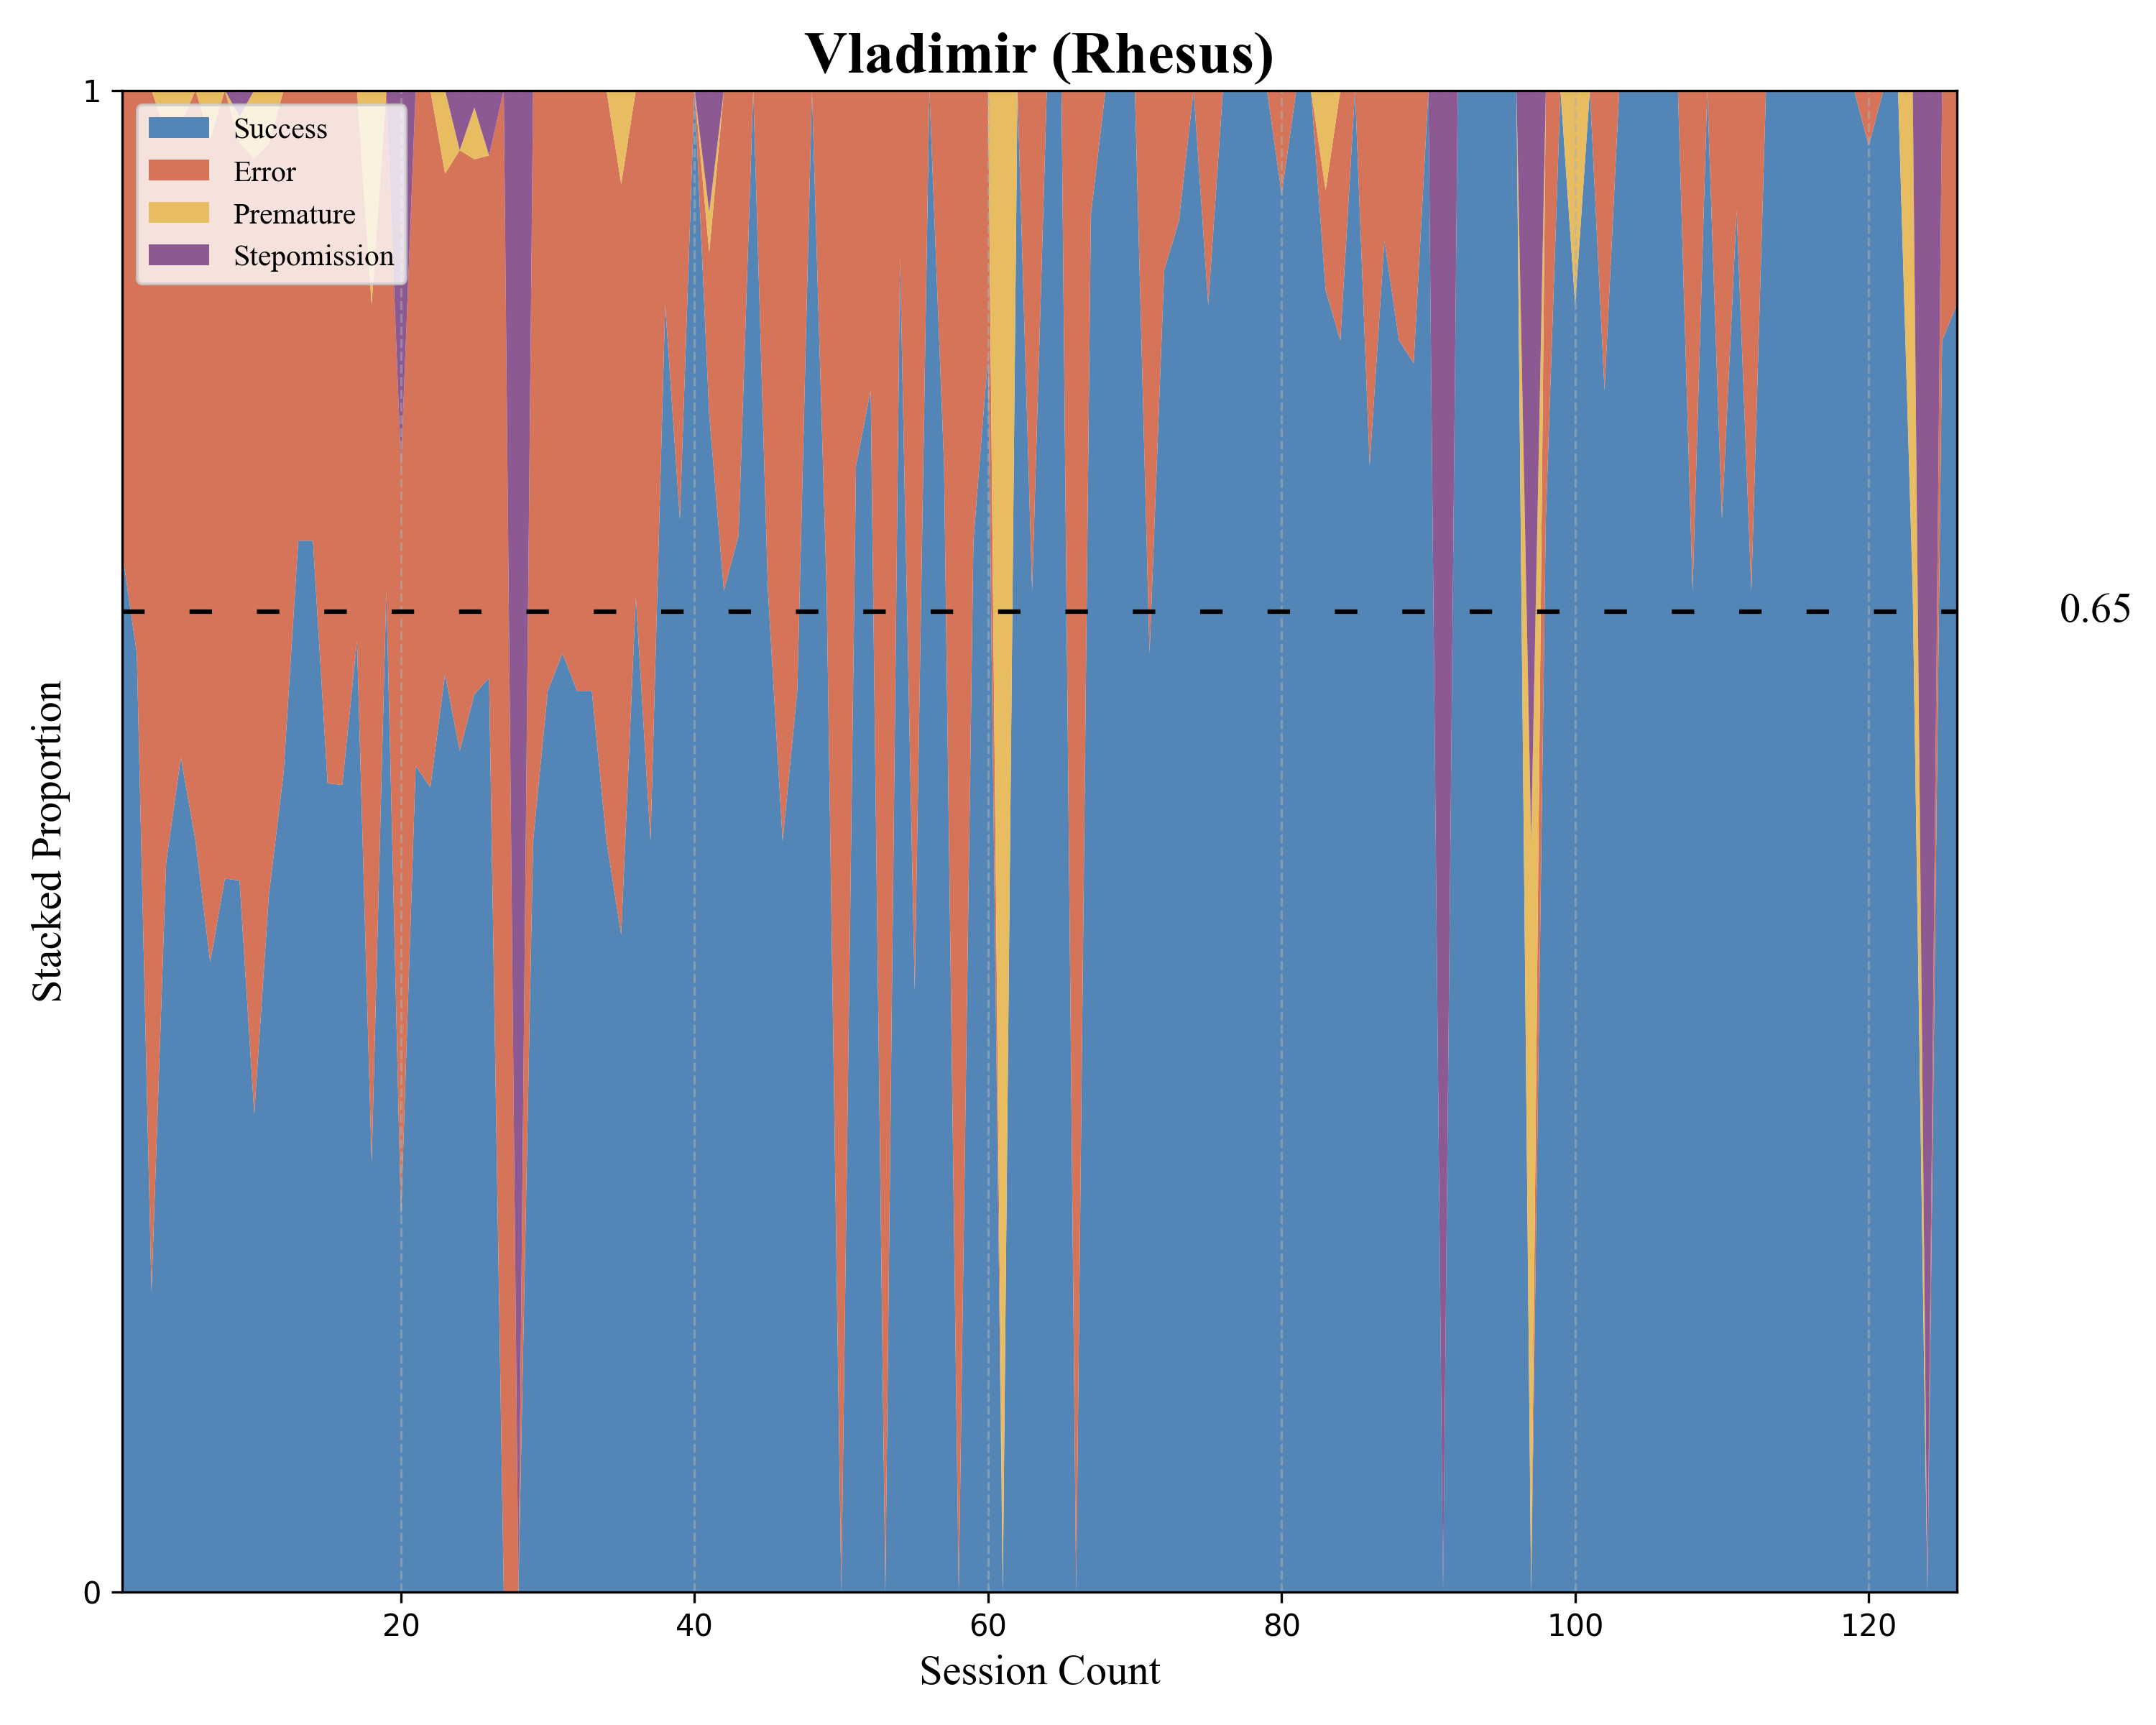 Vladimir (Rhesus)
1
Success
Error
Premature
Stepomission
0.65
Stacked Proportion
0
20 40 60 80 100 120
Session Count